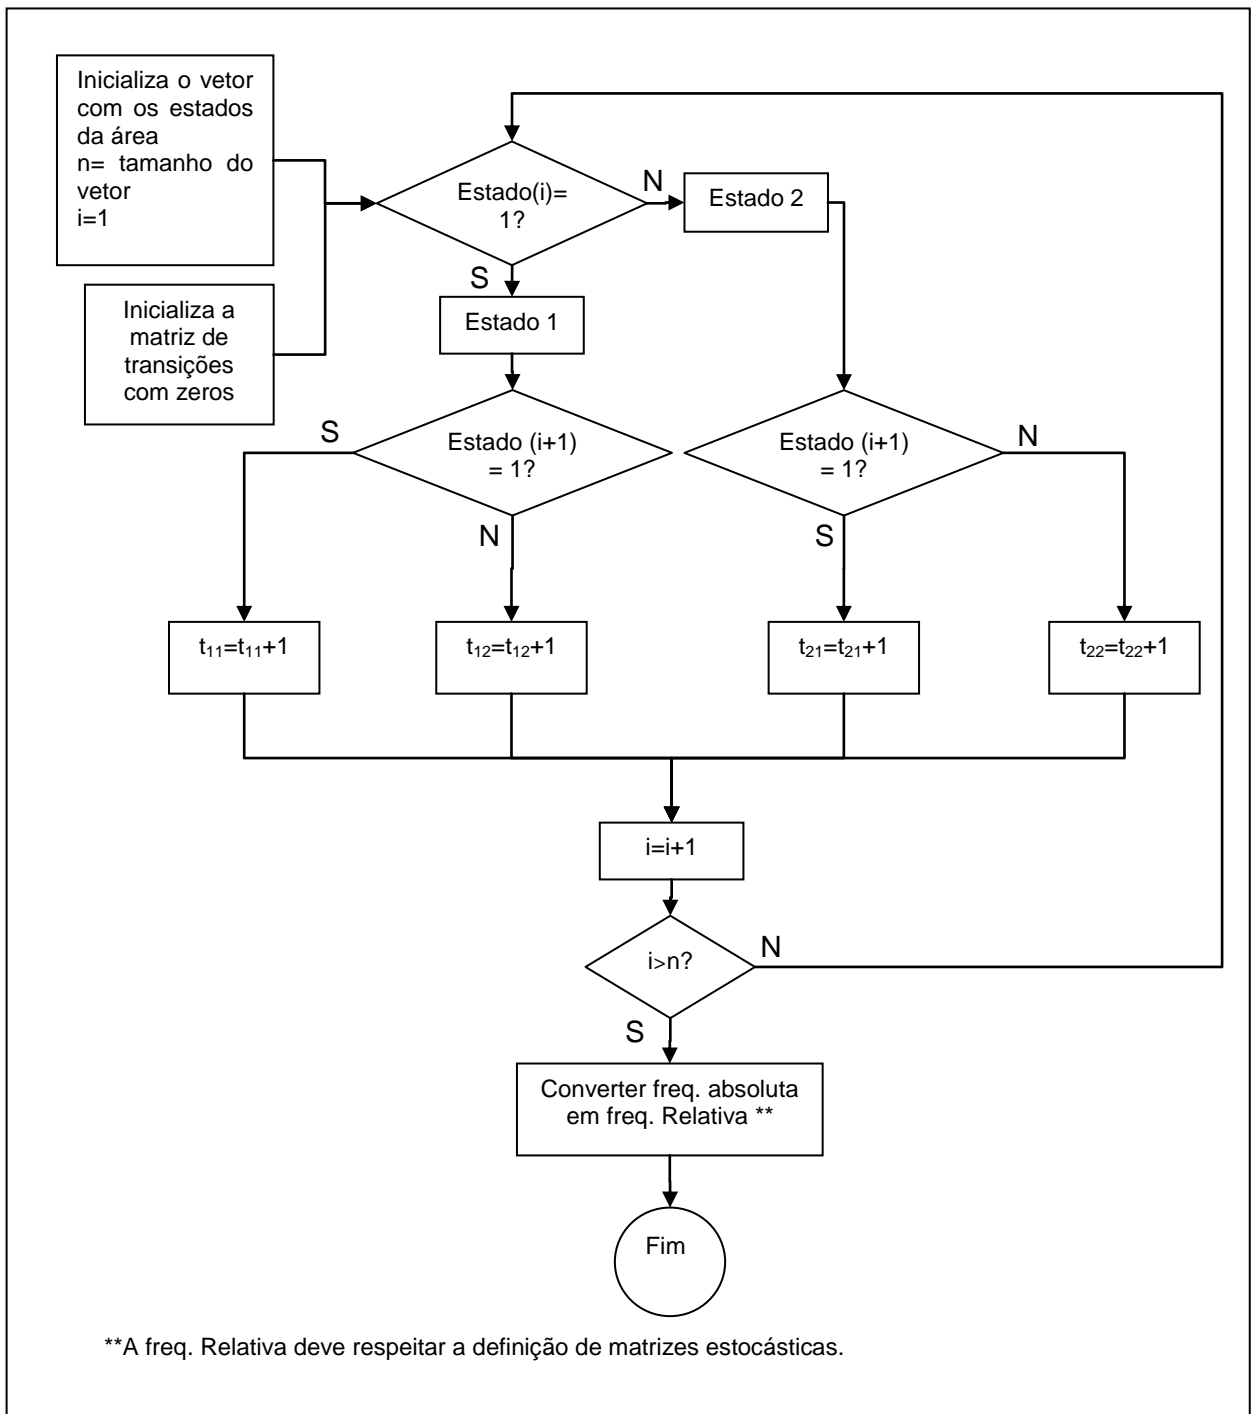 Inicializa o vetor
com os estados
da área
n= tamanho do
vetor
i=1
Inicializa a
matriz de
transições
com zeros
Estado(i)=
1?
N
Estado 2
S
Estado 1
S
Estado (i+1)
= 1?
N
Estado (i+1)
= 1?
N
S
t₁₁=t₁₁+1
t₁₂=t₁₂+1
t₂₁=t₂₁+1
t₂₂=t₂₂+1
i=i+1
i>n?
N
S
Converter freq. absoluta
em freq. Relativa **
Fim
**A freq. Relativa deve respeitar a definição de matrizes estocásticas.